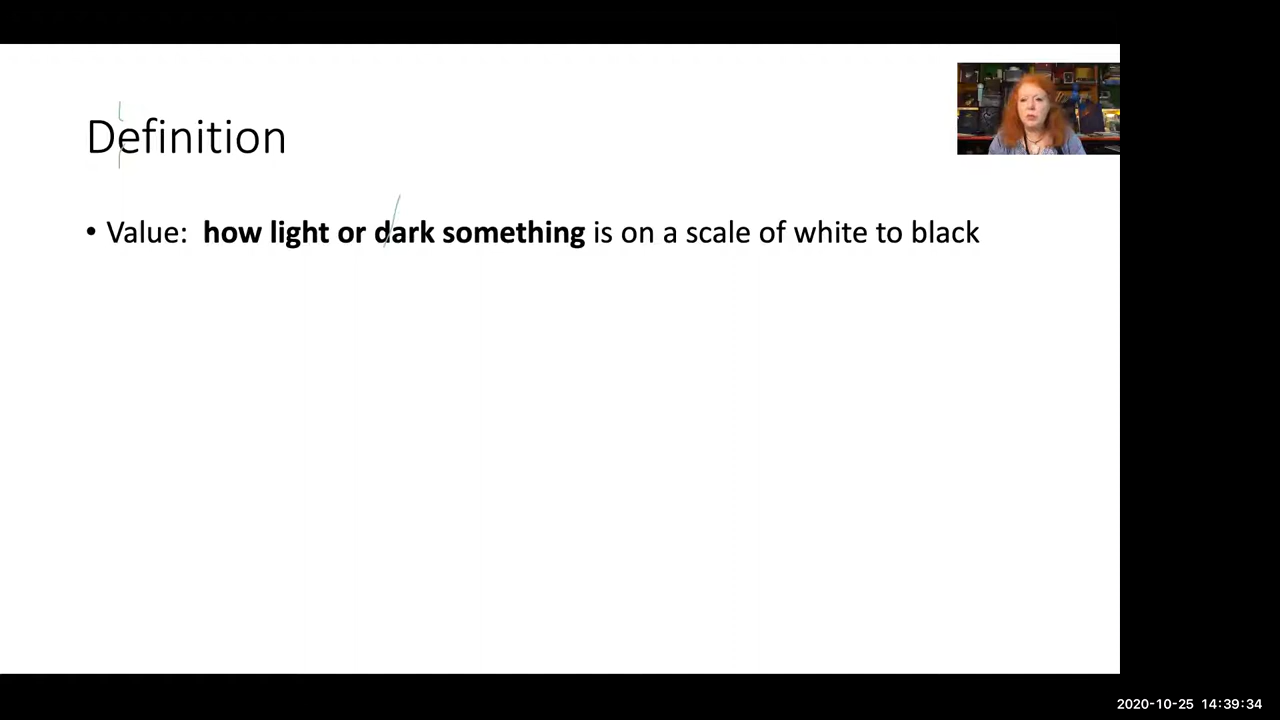 Definition
• Value:  how light or dark something is on a scale of white to black
2020-10-25 14:39:34